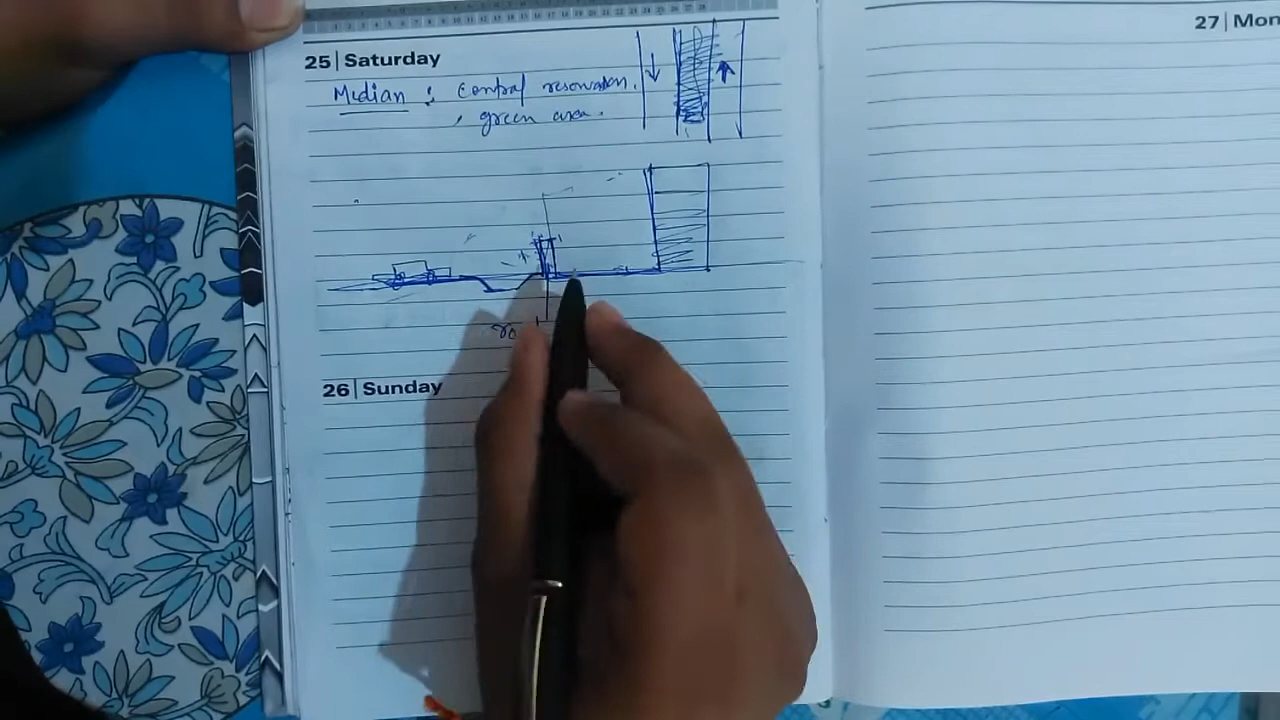 27 | Mon
25 | Saturday
Median : Central reservation.
, green area.
26 | Sunday